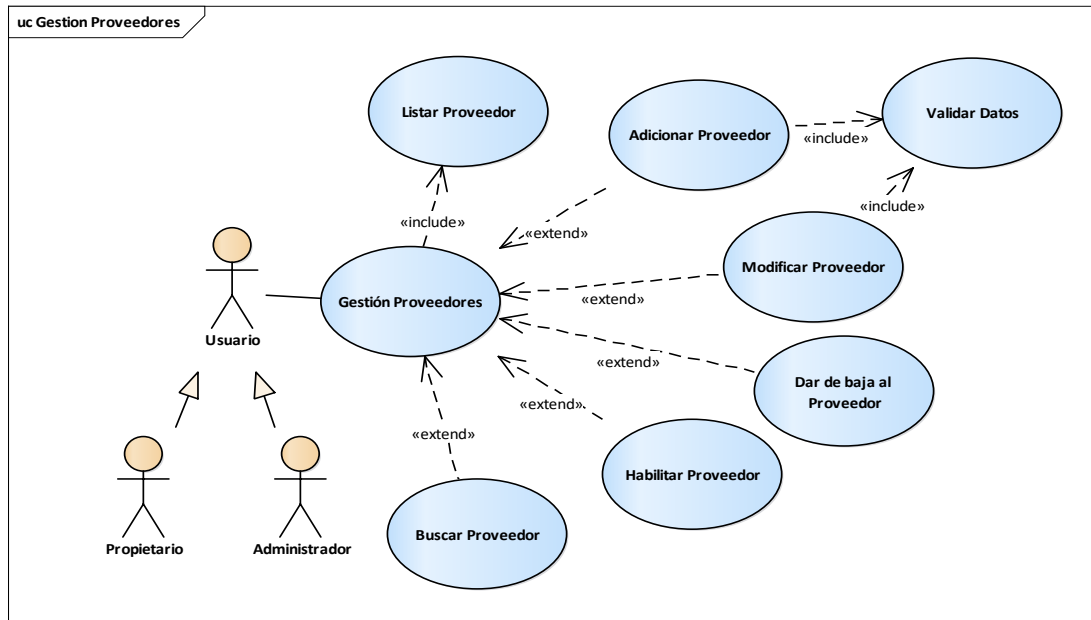 uc Gestion Proveedores
Listar Proveedor
Adicionar Proveedor
Validar Datos
«include»
«include»
«include»
«extend»
Modificar Proveedor
Gestión Proveedores
«extend»
Usuario
«extend»
Dar de baja al
Proveedor
«extend»
«extend»
Habilitar Proveedor
Buscar Proveedor
Propietario
Administrador